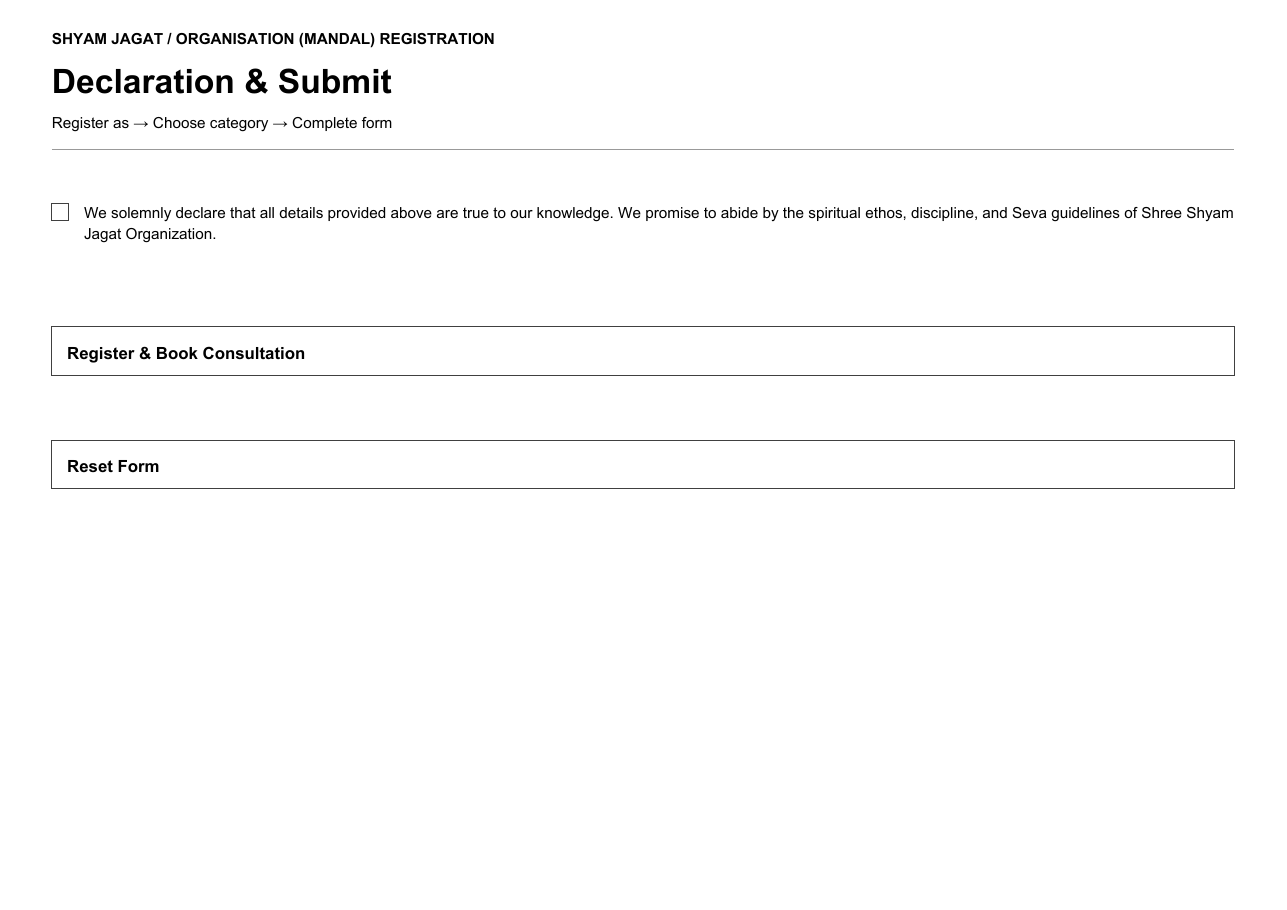 SHYAM JAGAT / ORGANISATION (MANDAL) REGISTRATION
Declaration & Submit
Register as → Choose category → Complete form
We solemnly declare that all details provided above are true to our knowledge. We promise to abide by the spiritual ethos, discipline, and Seva guidelines of Shree Shyam
Jagat Organization.
Register & Book Consultation
Reset Form